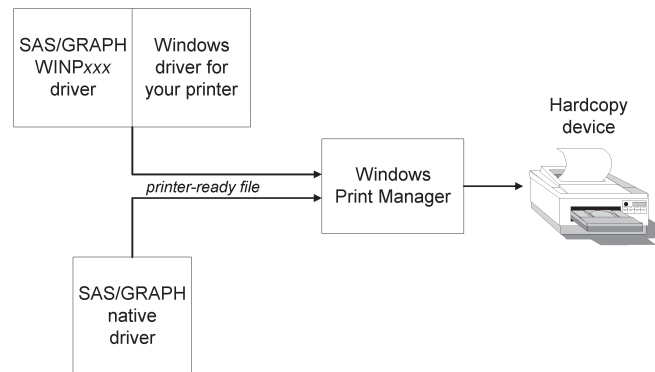 SAS/GRAPH
WINPxxx
driver
Windows
driver for
your printer
Hardcopy
device
printer-ready file
Windows
Print Manager
SAS/GRAPH
native
driver